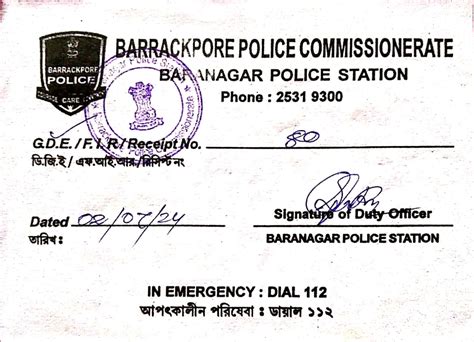 BARRACKPORE POLICE COMMISSIONERATE
BARANAGAR POLICE STATION
Phone : 2531 9300
BARRACKPORE
POLICE
G.D.E. / F.I.R / Receipt No. 80
ডি.জি.ই / এফ.আই.আর / রিসিপ্ট নং
Dated 02/07/24
তারিখঃ
Signature of Duty Officer
BARANAGAR POLICE STATION
IN EMERGENCY : DIAL 112
আপৎকালীন পরিষেবা : ডায়াল ১১২